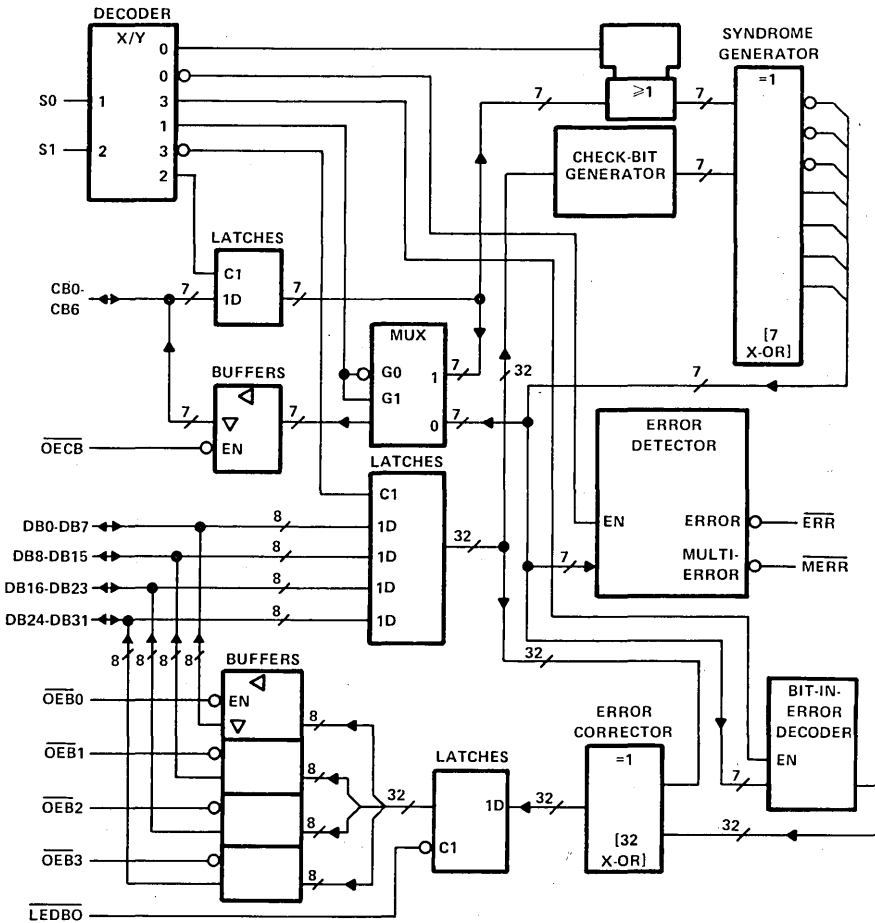 DECODER
X/Y
0
0
3
1
3
2
S0
1
S1
2
≥1
7
7
SYNDROME
GENERATOR
=1
CHECK-BIT
GENERATOR
7
[7
X-OR]
LATCHES
C1
1D
CB0-
CB6
7
7
MUX
G0
G1
1
0
7
7
32
7
BUFFERS
EN
7
7
OECB
LATCHES
C1
1D
1D
1D
1D
DB0-DB7
8
DB8-DB15
8
DB16-DB23
8
DB24-DB31
8
32
ERROR
DETECTOR
EN
ERROR
MULTI-
ERROR
7
ERR
MERR
8
8
8
8
BUFFERS
EN
OEB0
OEB1
OEB2
OEB3
8
8
8
8
32
LATCHES
1D
C1
LEDBO
32
32
ERROR
CORRECTOR
=1
[32
X-OR]
32
BIT-IN-
ERROR
DECODER
EN
7